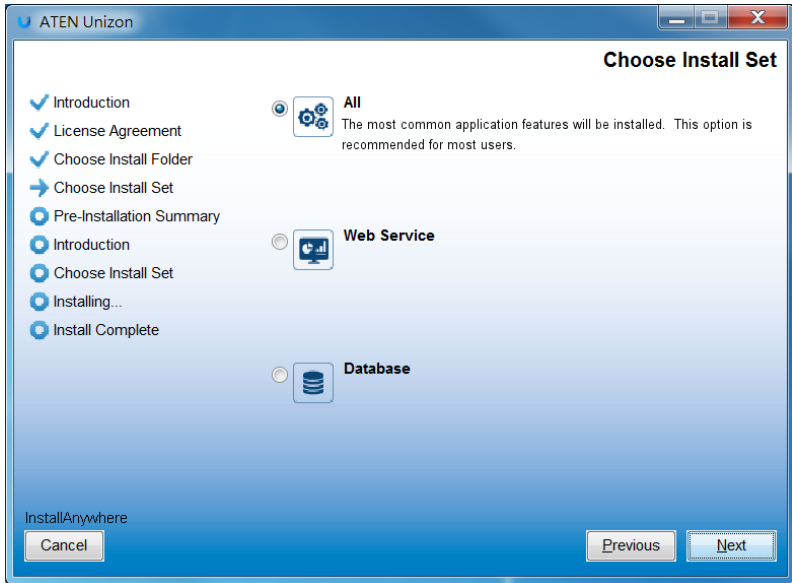 ATEN Unizon
Choose Install Set
Introduction
License Agreement
Choose Install Folder
Choose Install Set
Pre-Installation Summary
Introduction
Choose Install Set
Installing...
Install Complete
All
The most common application features will be installed. This option is
recommended for most users.
Web Service
Database
InstallAnywhere
Cancel
Previous
Next